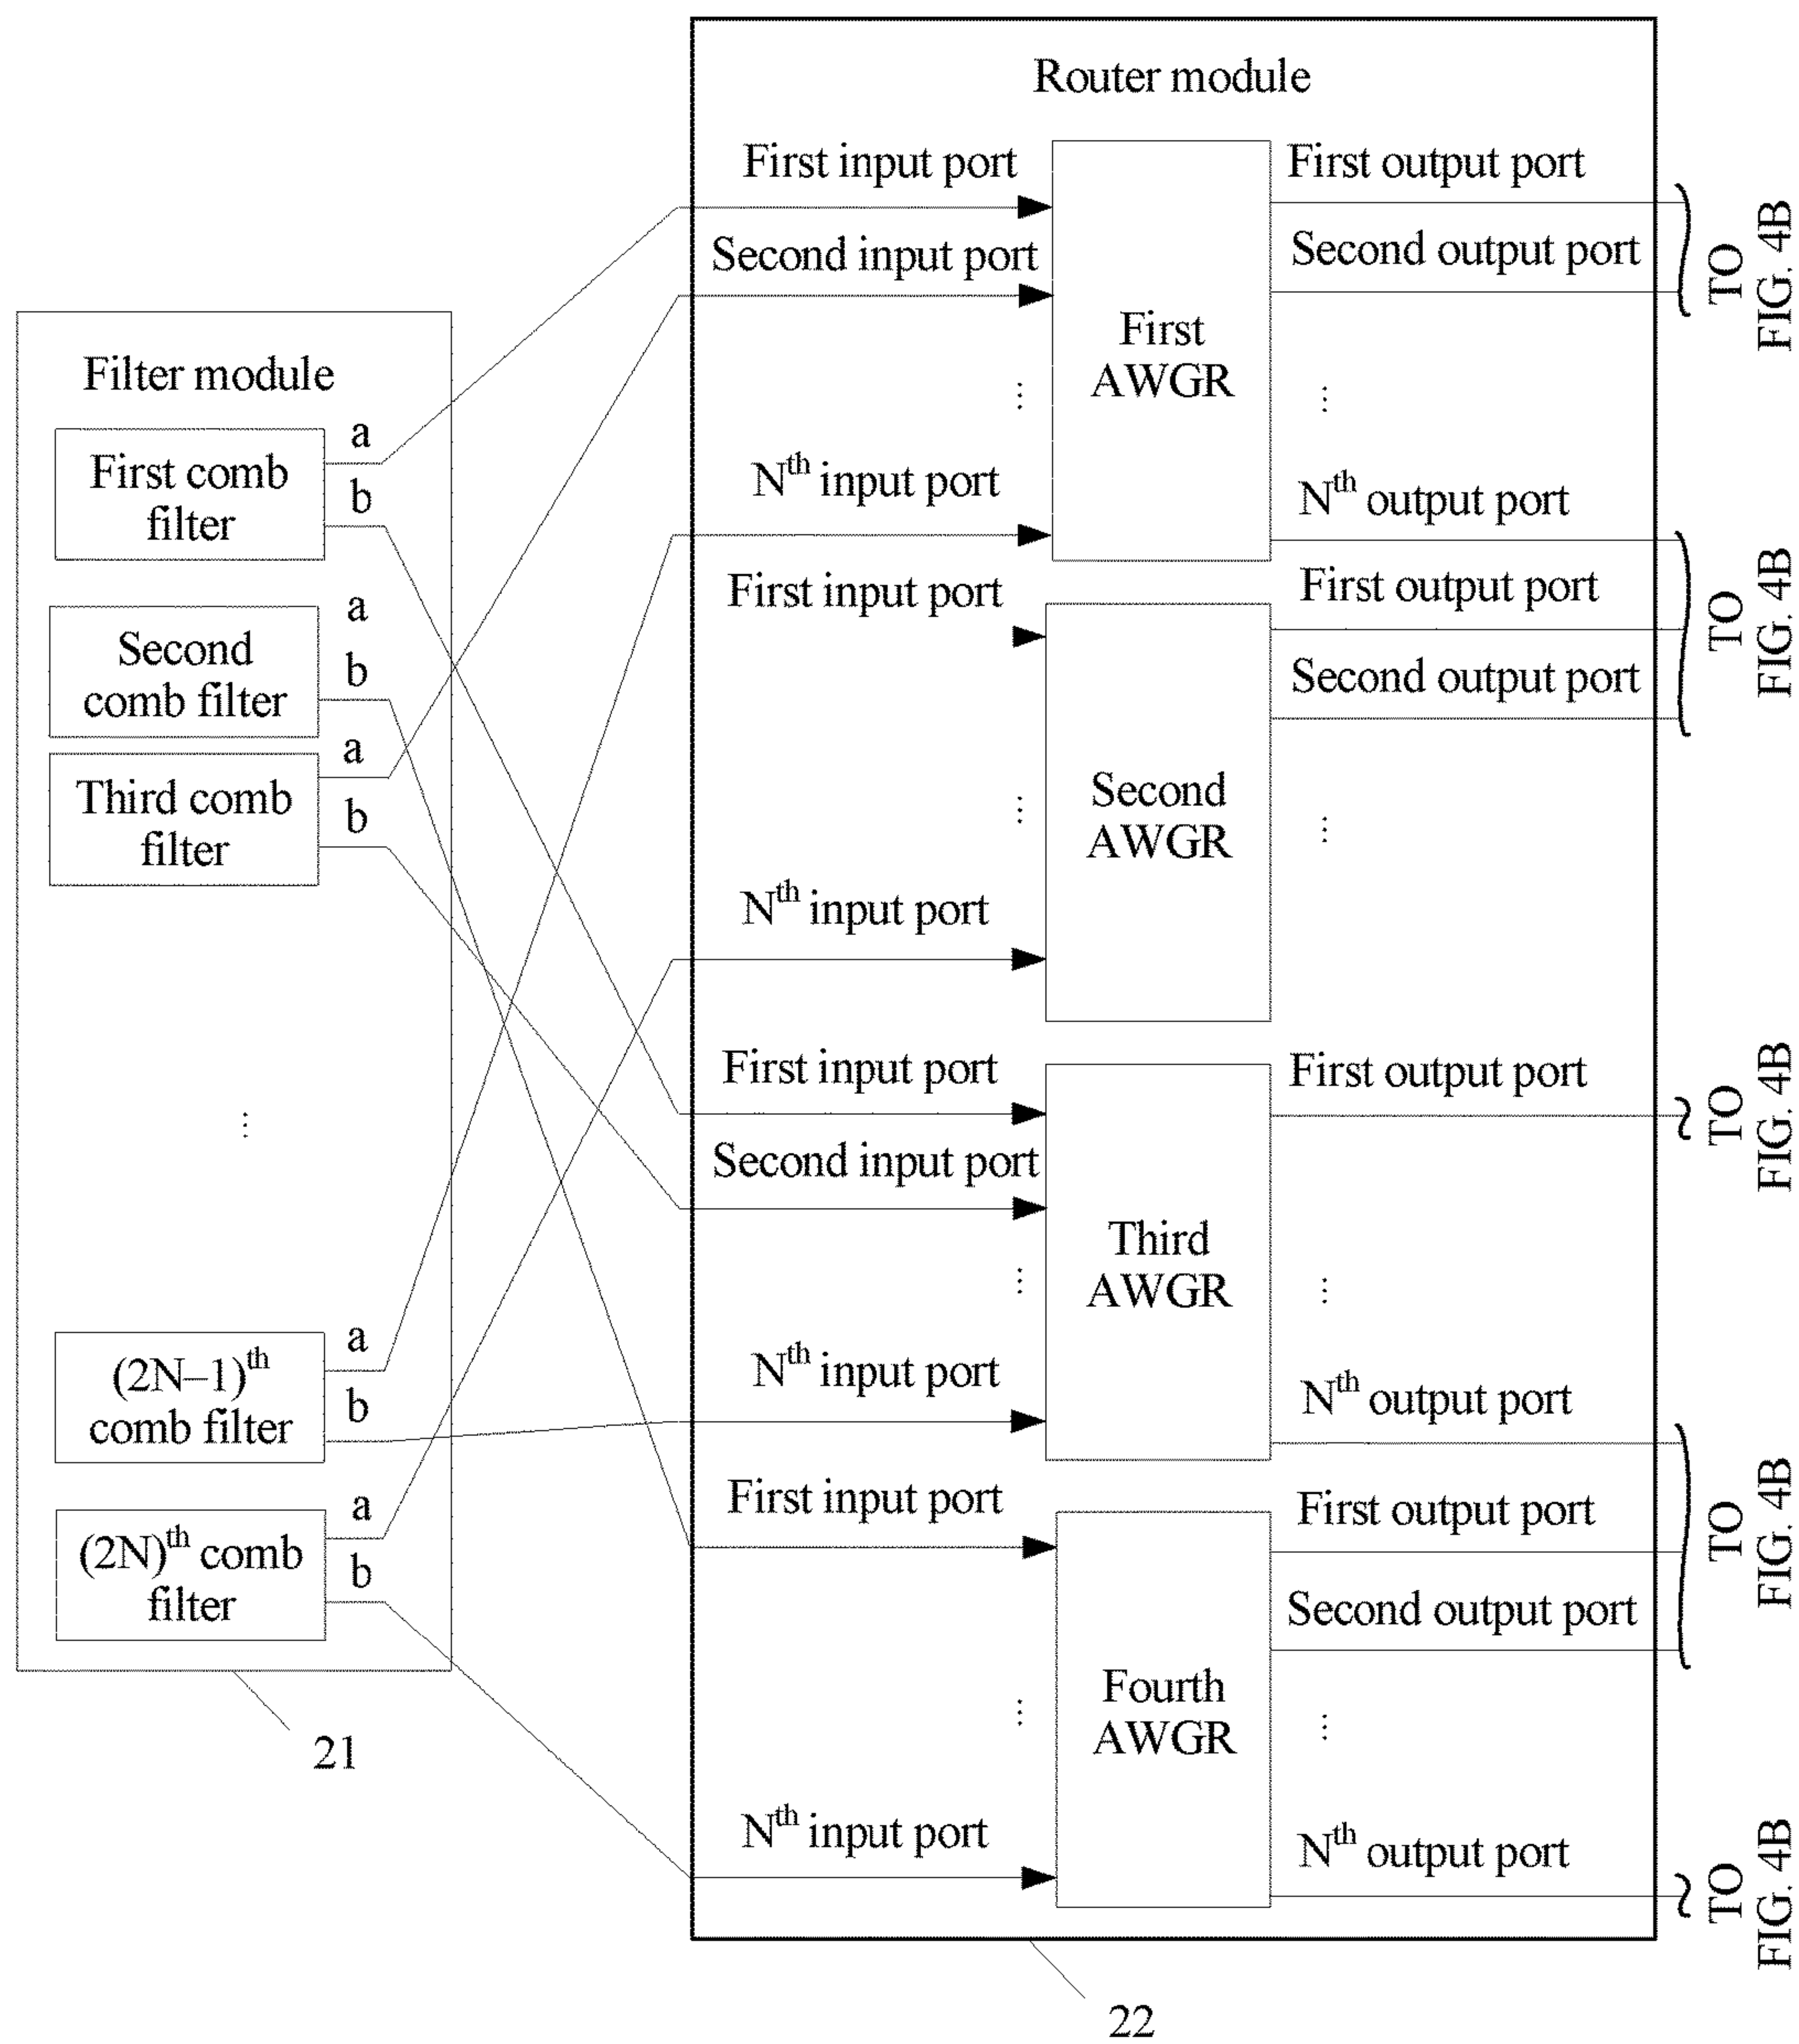 Router module
Filter module
First comb
filter
a
b
Second
comb filter
a
b
Third comb
filter
a
b
⋮
(2N–1)th
comb filter
a
b
(2N)th comb
filter
a
b
21
First input port
Second input port
⋮
Nth input port
First
AWGR
First output port
Second output port
⋮
Nth output port
First input port
⋮
Nth input port
Second
AWGR
First output port
Second output port
⋮
First input port
Second input port
⋮
Nth input port
Third
AWGR
First output port
⋮
Nth output port
First input port
⋮
Nth input port
Fourth
AWGR
First output port
Second output port
⋮
Nth output port
TO
FIG. 4B
TO
FIG. 4B
TO
FIG. 4B
TO
FIG. 4B
TO
FIG. 4B
22